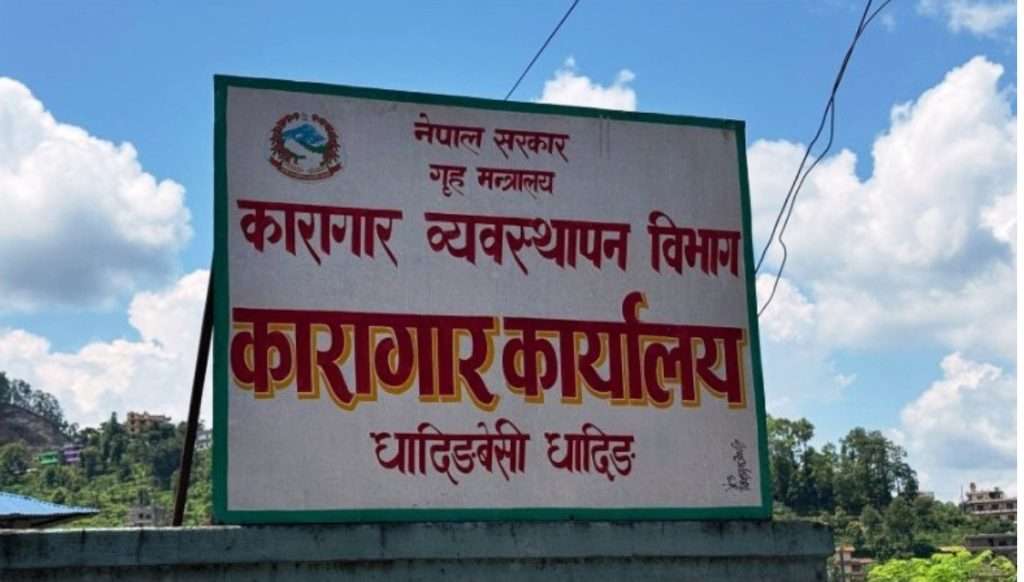 नेपाल सरकार
गृह मन्त्रालय
कारागार व्यवस्थापन विभाग
कारागार कार्यालय
धादिङबेसी धादिङ